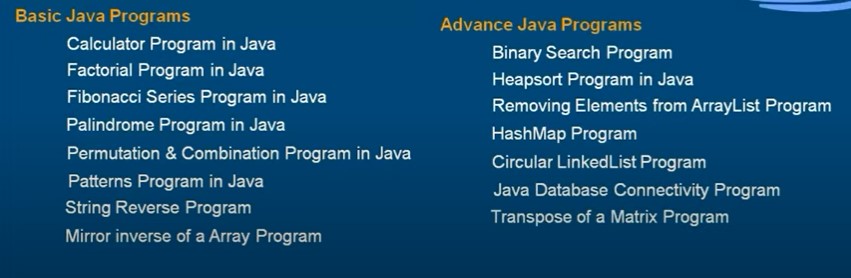 Basic Java Programs
Calculator Program in Java
Factorial Program in Java
Fibonacci Series Program in Java
Palindrome Program in Java
Permutation & Combination Program in Java
Patterns Program in Java
String Reverse Program
Mirror inverse of a Array Program
Advance Java Programs
Binary Search Program
Heapsort Program in Java
Removing Elements from ArrayList Program
HashMap Program
Circular LinkedList Program
Java Database Connectivity Program
Transpose of a Matrix Program